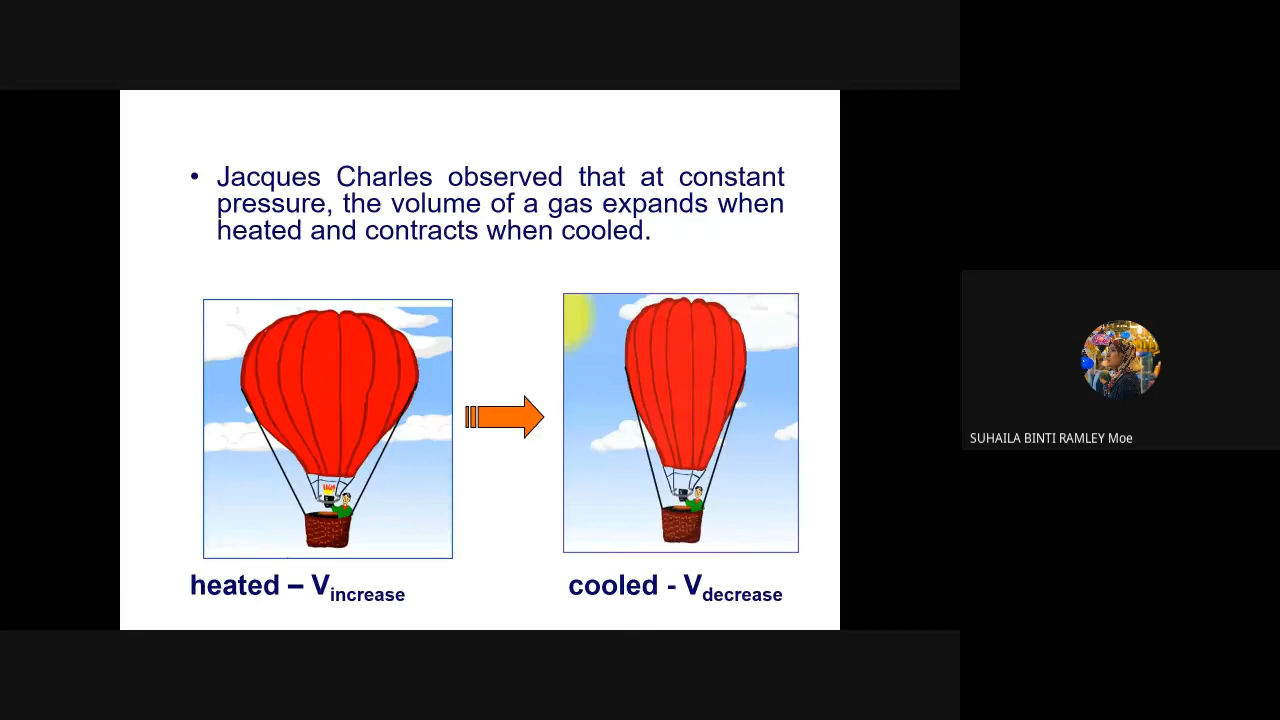 • Jacques Charles observed that at constant
pressure, the volume of a gas expands when
heated and contracts when cooled.
heated – Vincrease
cooled - Vdecrease
SUHAILA BINTI RAMLEY Moe